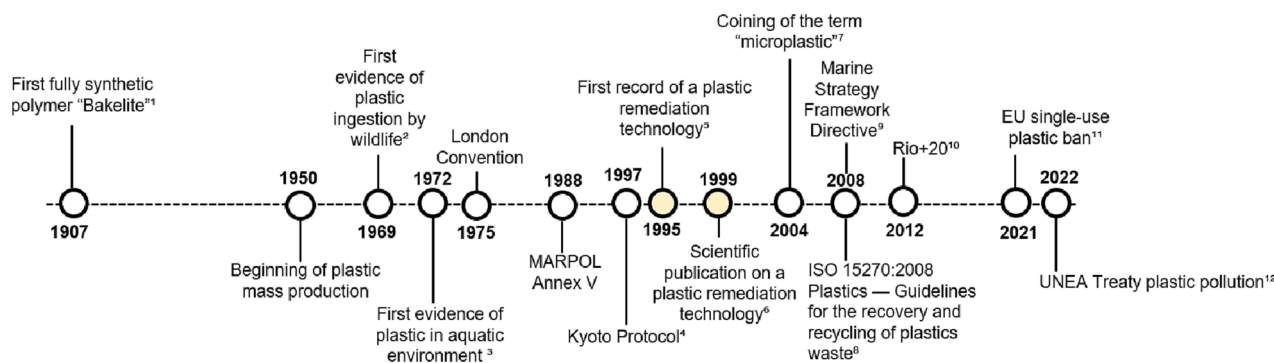 First fully synthetic
polymer “Bakelite”¹
1907
1950
Beginning of plastic
mass production
First
evidence of
plastic
ingestion by
wildlife²
1969
1972
First evidence of
plastic in aquatic
environment ³
London
Convention
1975
1988
MARPOL
Annex V
1997
Kyoto Protocol⁴
First record of a plastic
remediation
technology⁵
1995
1999
Scientific
publication on a
plastic remediation
technology⁶
Coining of the term
“microplastic”⁷
2004
Marine
Strategy
Framework
Directive⁹
2008
ISO 15270:2008
Plastics — Guidelines
for the recovery and
recycling of plastics
waste⁸
Rio+20¹⁰
2012
EU single-use
plastic ban¹¹
2021
2022
UNEA Treaty plastic pollution¹²